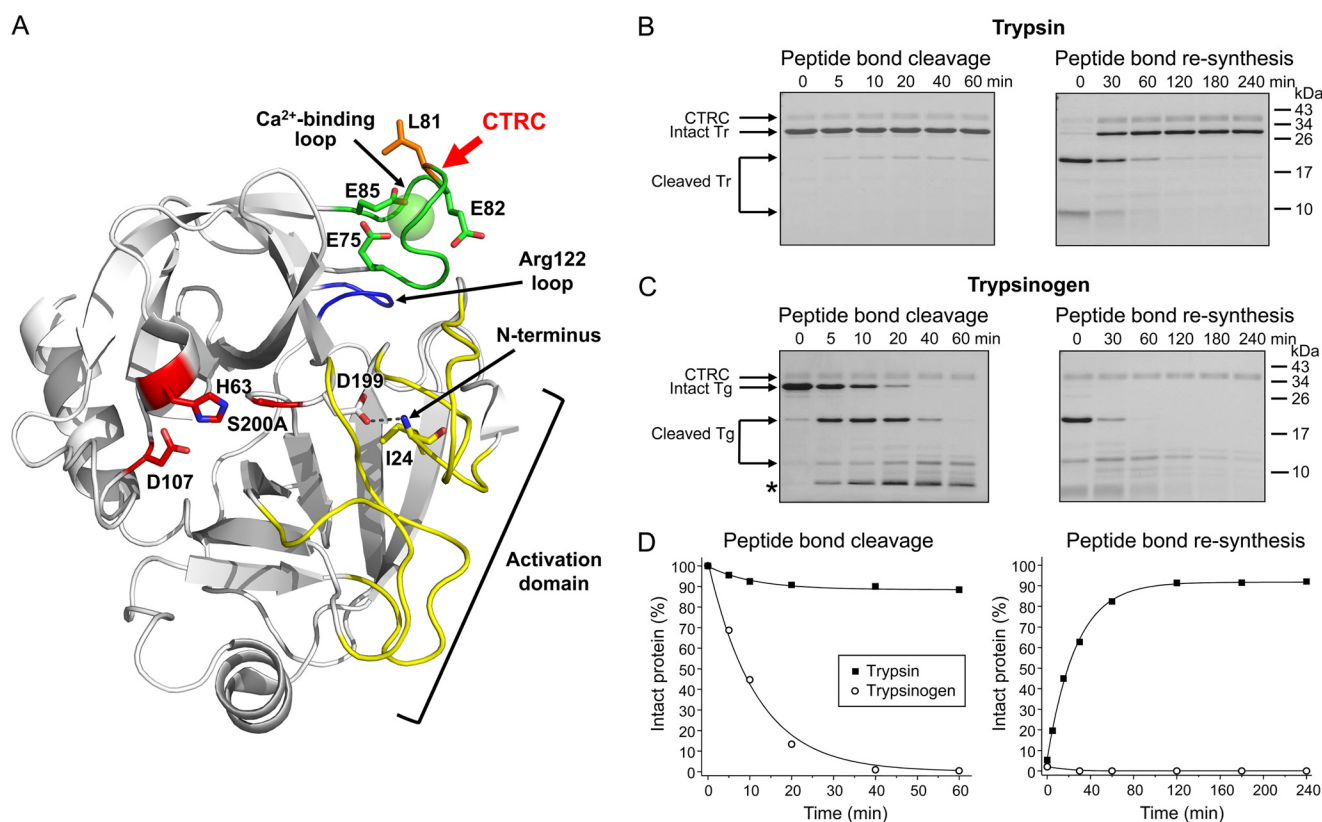 A
Ca²⁺-binding
loop
L81
CTRC
E85
E82
E75
Arg122
loop
N-terminus
H63
D199
S200A
I24
D107
Activation
domain
B
Trypsin
Peptide bond cleavage
0 5 10 20 40 60 min
CTRC
Intact Tr
Cleaved Tr
Peptide bond re-synthesis
0 30 60 120 180 240 min
kDa
43
34
26
17
10
C
Trypsinogen
Peptide bond cleavage
0 5 10 20 40 60 min
CTRC
Intact Tg
Cleaved Tg
*
Peptide bond re-synthesis
0 30 60 120 180 240 min
kDa
43
34
26
17
10
D
Peptide bond cleavage
Intact protein (%)
100
90
80
70
60
50
40
30
20
10
0
0 10 20 30 40 50 60
Time (min)
Trypsin
Trypsinogen
Peptide bond re-synthesis
Intact protein (%)
100
90
80
70
60
50
40
30
20
10
0
0 40 80 120 160 200 240
Time (min)